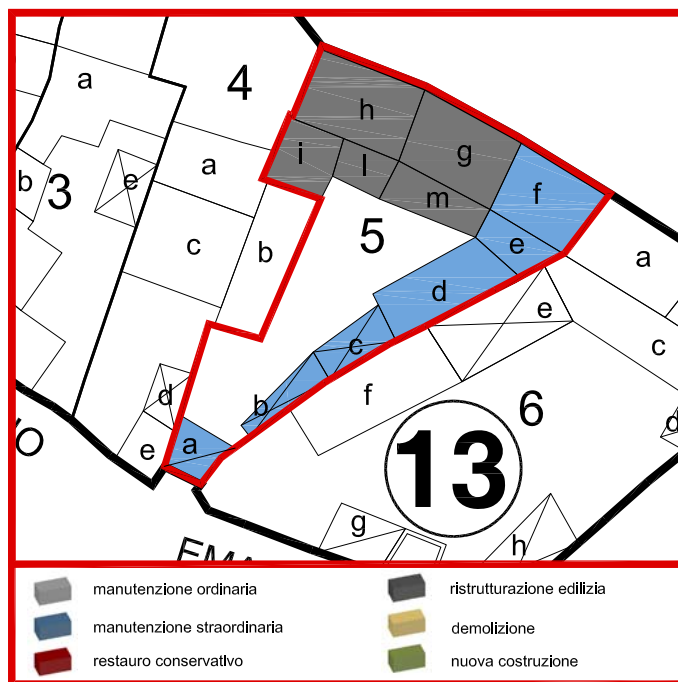 4
h
a
i
g
a
e
l
f
b
3
m
5
e
c
b
a
d
e
c
c
6
d
f
b
d
a
e
13
g
h
manutenzione ordinaria
ristrutturazione edilizia
manutenzione straordinaria
demolizione
restauro conservatIvo
nuova costruzione